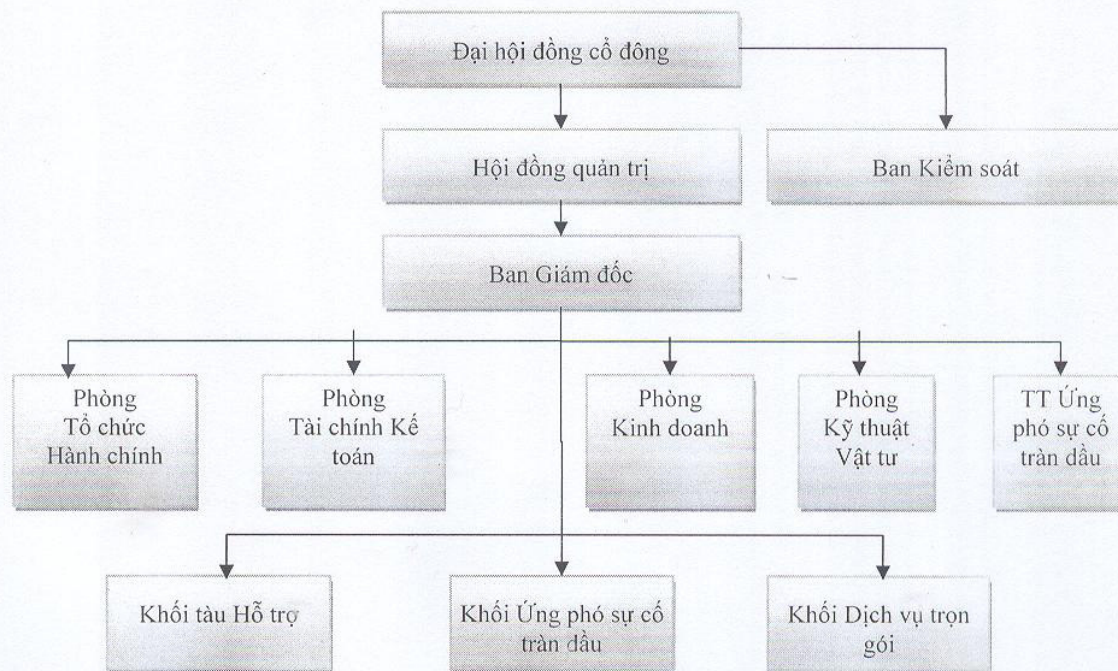 Đại hội đồng cổ đông
Hội đồng quản trị
Ban Kiểm soát
Ban Giám đốc
Phòng
Tổ chức
Hành chính
Phòng
Tài chính Kế
toán
Phòng
Kinh doanh
Phòng
Kỹ thuật
Vật tư
TT Ứng
phó sự cố
tràn dầu
Khối tàu Hỗ trợ
Khối Ứng phó sự cố
tràn dầu
Khối Dịch vụ trọn
gói